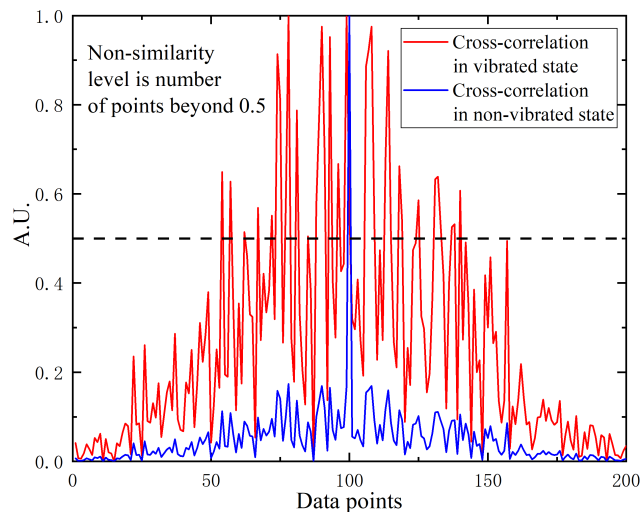 1.0
0.8
0.6
0.4
0.2
0.0
A.U.
Non-similarity
level is number
of points beyond 0.5
Cross-correlation
in vibrated state
Cross-correlation
in non-vibrated state
0 50 100 150 200
Data points